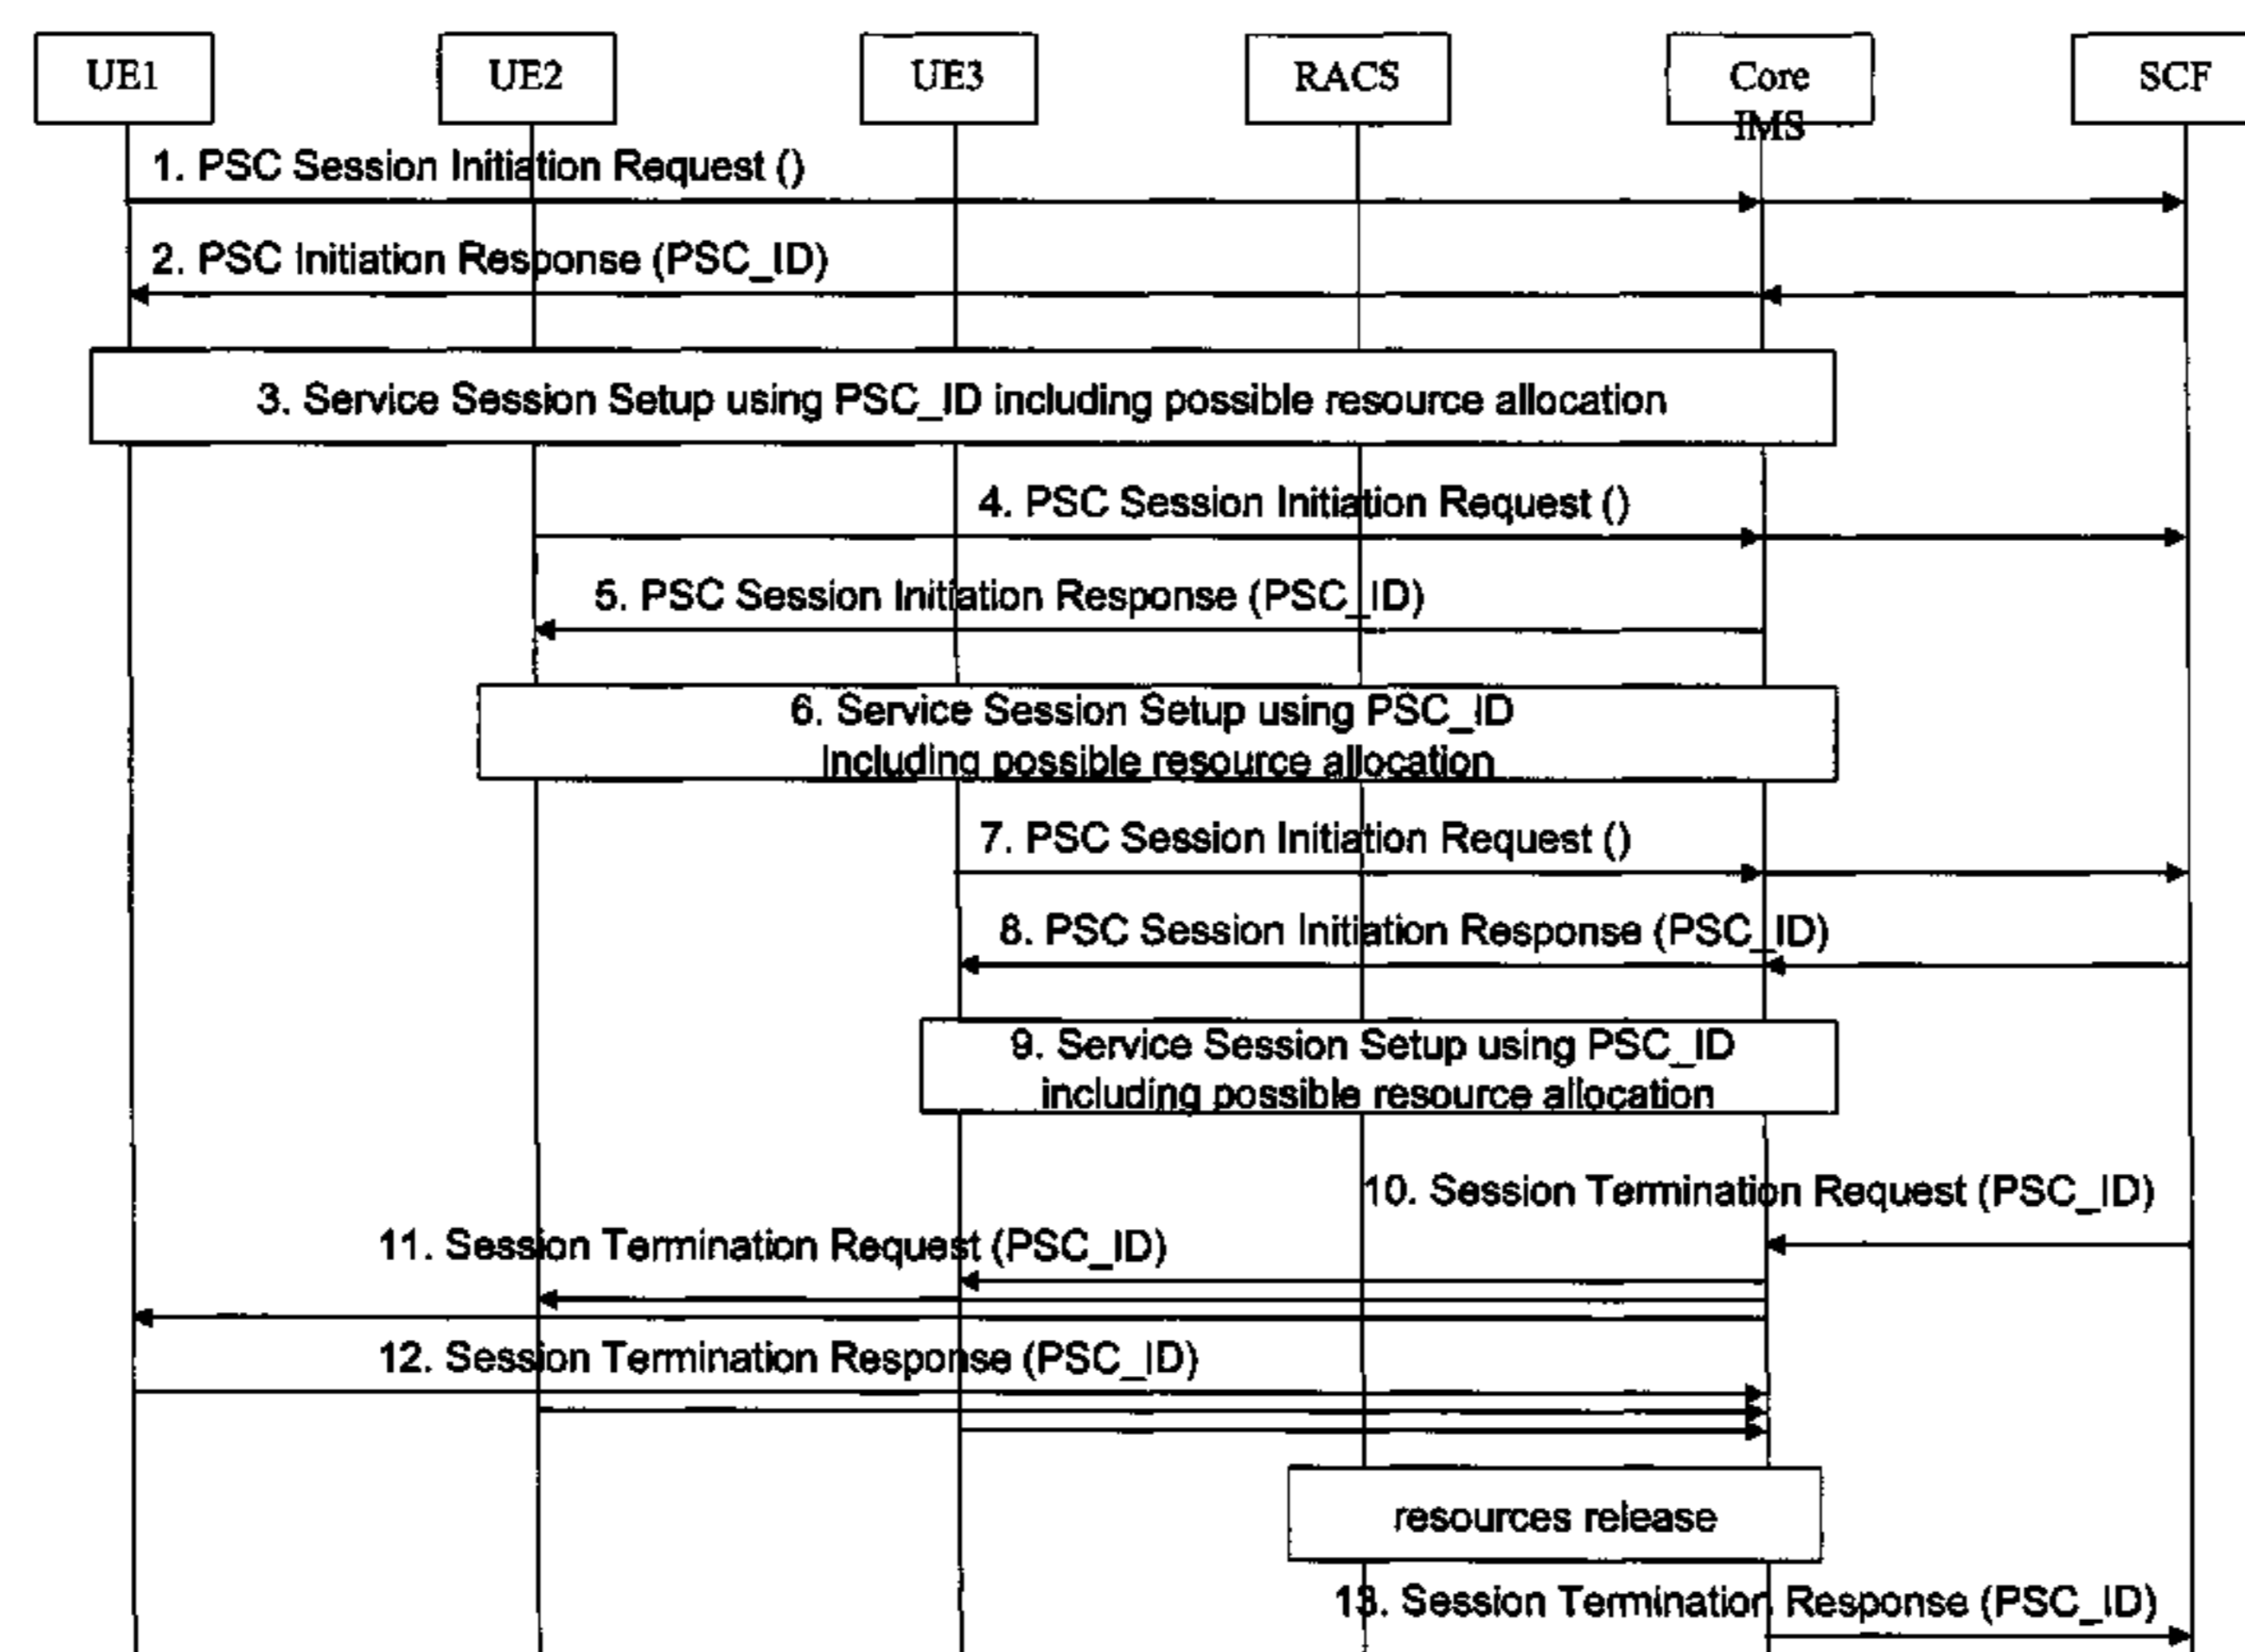 UE1
UE2
UE3
RACS
Core
IMS
SCF
1. PSC Session Initiation Request ()
2. PSC Initiation Response (PSC_ID)
3. Service Session Setup using PSC_ID including possible resource allocation
4. PSC Session Initiation Request ()
5. PSC Session Initiation Response (PSC_ID)
6. Service Session Setup using PSC_ID
including possible resource allocation
7. PSC Session Initiation Request ()
8. PSC Session Initiation Response (PSC_ID)
9. Service Session Setup using PSC_ID
including possible resource allocation
10. Session Termination Request (PSC_ID)
11. Session Termination Request (PSC_ID)
12. Session Termination Response (PSC_ID)
resources release
13. Session Termination Response (PSC_ID)